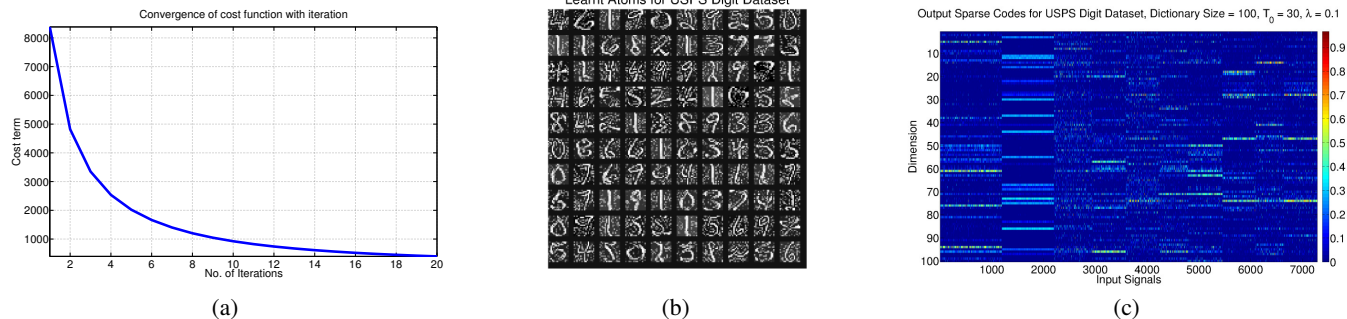 Convergence of cost function with iteration
8000
7000
6000
5000
4000
3000
2000
1000
Cost term
2 4 6 8 10 12 14 16 18 20
No. of Iterations
(a)
Learnt Atoms for USPS Digit Dataset
(b)
Output Sparse Codes for USPS Digit Dataset, Dictionary Size = 100, T0 = 30, λ = 0.1
10
20
30
40
50
60
70
80
90
100
Dimension
1000 2000 3000 4000 5000 6000 7000
Input Signals
0.9
0.8
0.7
0.6
0.5
0.4
0.3
0.2
0.1
0
(c)